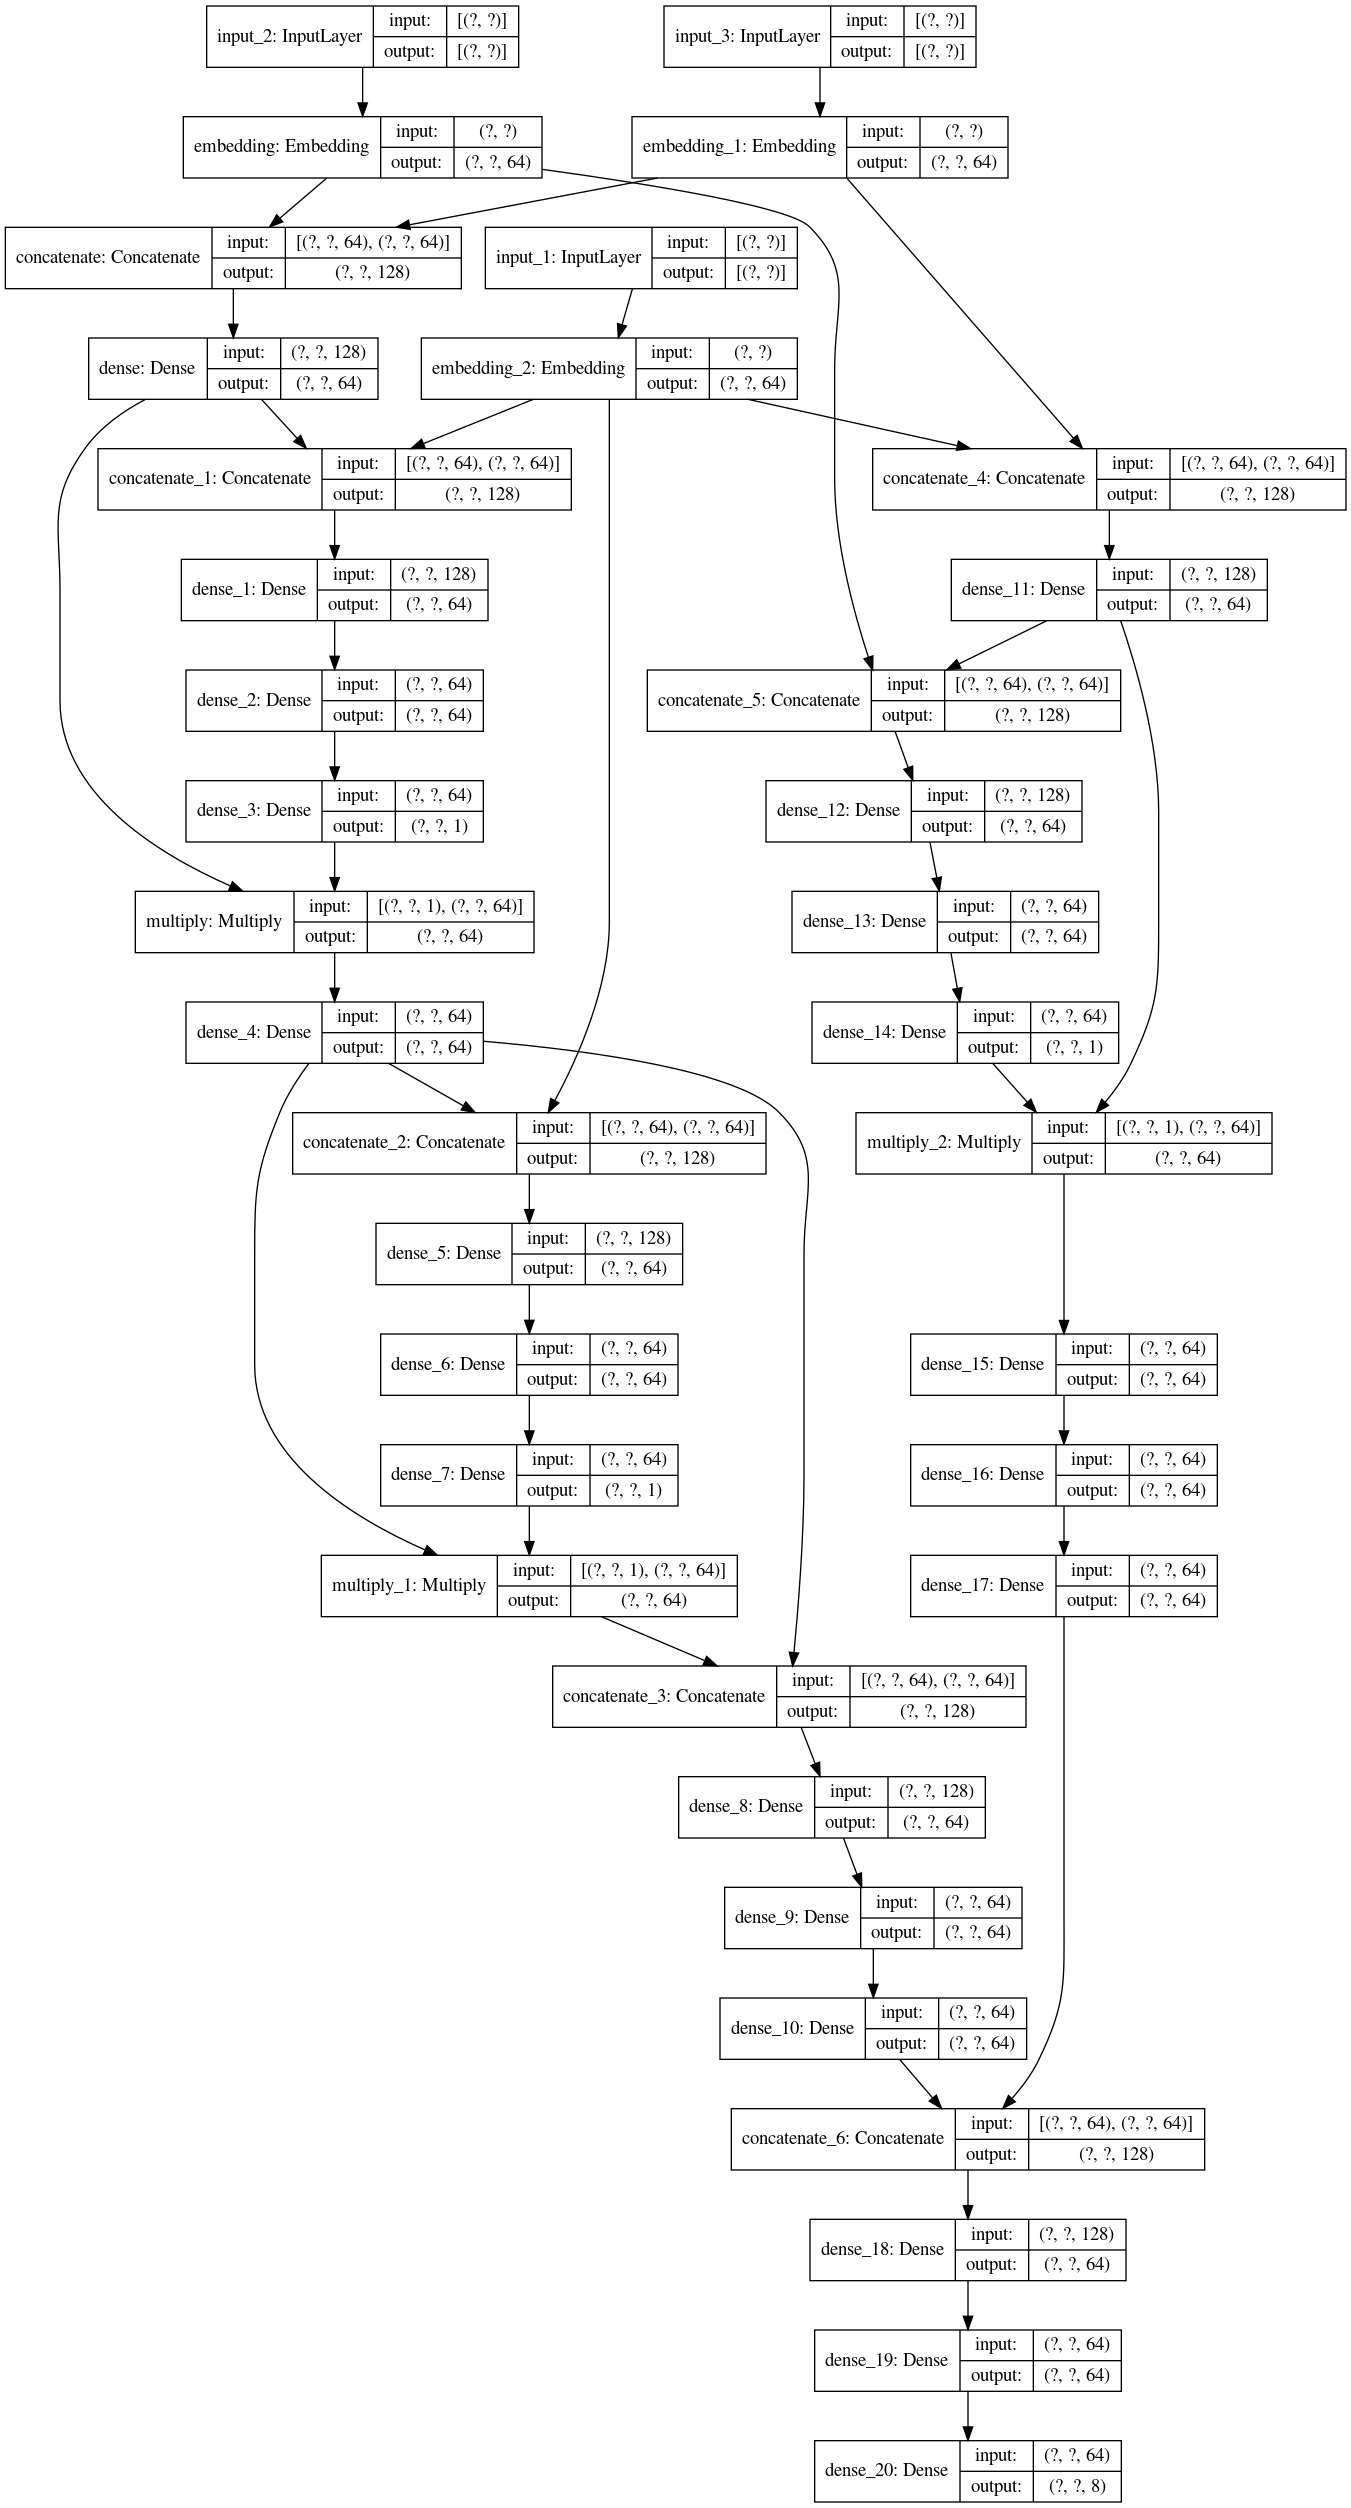 input_2: InputLayer
input:
[(?, ?)]
output:
[(?, ?)]
input_3: InputLayer
input:
[(?, ?)]
output:
[(?, ?)]
embedding: Embedding
input:
(?, ?)
output:
(?, ?, 64)
embedding_1: Embedding
input:
(?, ?)
output:
(?, ?, 64)
concatenate: Concatenate
input:
[(?, ?, 64), (?, ?, 64)]
output:
(?, ?, 128)
input_1: InputLayer
input:
[(?, ?)]
output:
[(?, ?)]
dense: Dense
input:
(?, ?, 128)
output:
(?, ?, 64)
embedding_2: Embedding
input:
(?, ?)
output:
(?, ?, 64)
concatenate_1: Concatenate
input:
[(?, ?, 64), (?, ?, 64)]
output:
(?, ?, 128)
concatenate_4: Concatenate
input:
[(?, ?, 64), (?, ?, 64)]
output:
(?, ?, 128)
dense_1: Dense
input:
(?, ?, 128)
output:
(?, ?, 64)
dense_11: Dense
input:
(?, ?, 128)
output:
(?, ?, 64)
dense_2: Dense
input:
(?, ?, 64)
output:
(?, ?, 64)
concatenate_5: Concatenate
input:
[(?, ?, 64), (?, ?, 64)]
output:
(?, ?, 128)
dense_3: Dense
input:
(?, ?, 64)
output:
(?, ?, 1)
dense_12: Dense
input:
(?, ?, 128)
output:
(?, ?, 64)
multiply: Multiply
input:
[(?, ?, 1), (?, ?, 64)]
output:
(?, ?, 64)
dense_13: Dense
input:
(?, ?, 64)
output:
(?, ?, 64)
dense_4: Dense
input:
(?, ?, 64)
output:
(?, ?, 64)
dense_14: Dense
input:
(?, ?, 64)
output:
(?, ?, 1)
concatenate_2: Concatenate
input:
[(?, ?, 64), (?, ?, 64)]
output:
(?, ?, 128)
multiply_2: Multiply
input:
[(?, ?, 1), (?, ?, 64)]
output:
(?, ?, 64)
dense_5: Dense
input:
(?, ?, 128)
output:
(?, ?, 64)
dense_6: Dense
input:
(?, ?, 64)
output:
(?, ?, 64)
dense_15: Dense
input:
(?, ?, 64)
output:
(?, ?, 64)
dense_7: Dense
input:
(?, ?, 64)
output:
(?, ?, 1)
dense_16: Dense
input:
(?, ?, 64)
output:
(?, ?, 64)
multiply_1: Multiply
input:
[(?, ?, 1), (?, ?, 64)]
output:
(?, ?, 64)
dense_17: Dense
input:
(?, ?, 64)
output:
(?, ?, 64)
concatenate_3: Concatenate
input:
[(?, ?, 64), (?, ?, 64)]
output:
(?, ?, 128)
dense_8: Dense
input:
(?, ?, 128)
output:
(?, ?, 64)
dense_9: Dense
input:
(?, ?, 64)
output:
(?, ?, 64)
dense_10: Dense
input:
(?, ?, 64)
output:
(?, ?, 64)
concatenate_6: Concatenate
input:
[(?, ?, 64), (?, ?, 64)]
output:
(?, ?, 128)
dense_18: Dense
input:
(?, ?, 128)
output:
(?, ?, 64)
dense_19: Dense
input:
(?, ?, 64)
output:
(?, ?, 64)
dense_20: Dense
input:
(?, ?, 64)
output:
(?, ?, 8)